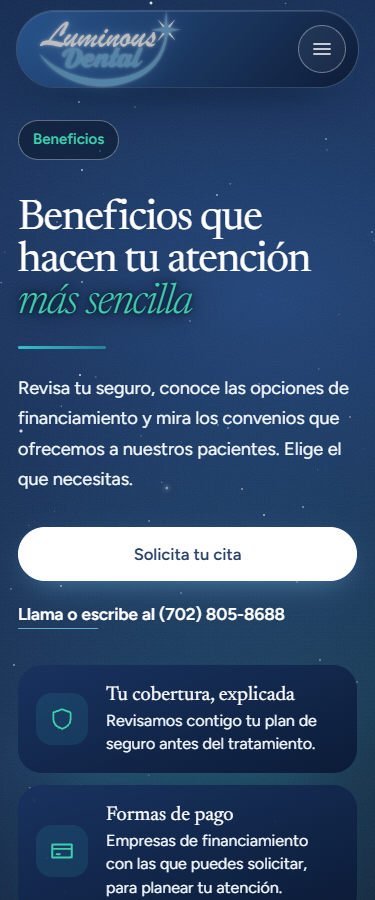 Luminous
Dental
Beneficios
Beneficios que
hacen tu atención
más sencilla
Revisa tu seguro, conoce las opciones de
financiamiento y mira los convenios que
ofrecemos a nuestros pacientes. Elige el
que necesitas.
Solicita tu cita
Llama o escribe al (702) 805-8688
Tu cobertura, explicada
Revisamos contigo tu plan de
seguro antes del tratamiento.
Formas de pago
Empresas de financiamiento
con las que puedes solicitar,
para planear tu atención.